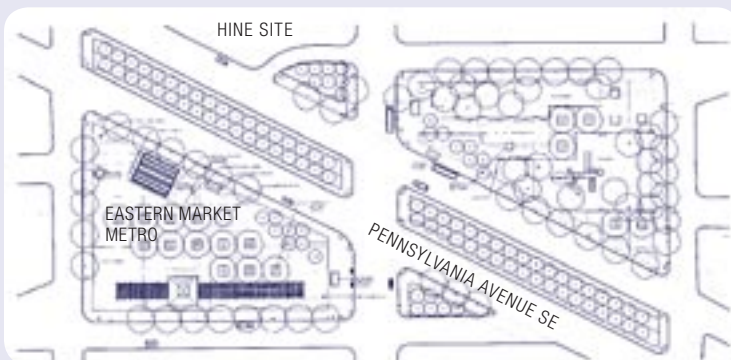 HINE SITE
EASTERN MARKET
METRO
PENNSYLVANIA AVENUE SE